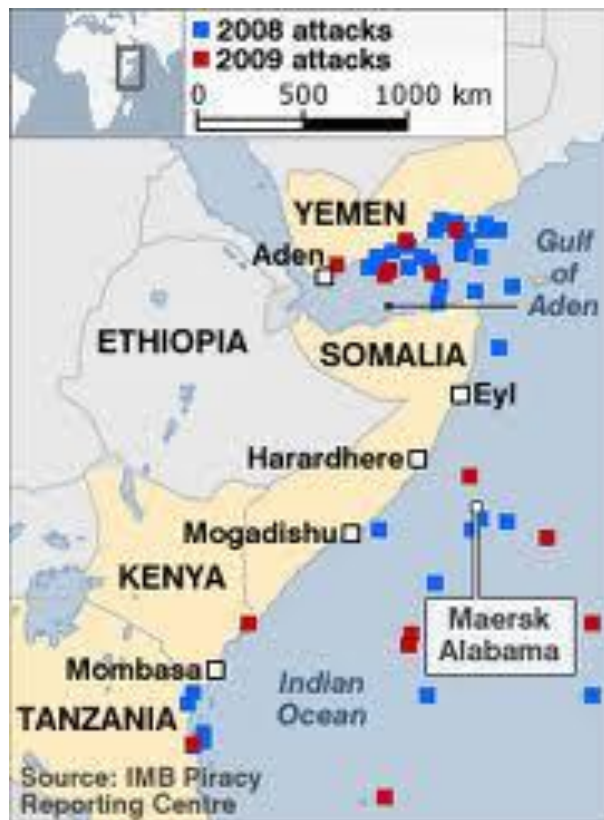 2008 attacks
2009 attacks
0 500 1000 km
YEMEN
Aden
Gulf
of
Aden
ETHIOPIA
SOMALIA
Eyl
Harardhere
Mogadishu
KENYA
Maersk
Alabama
Mombasa
Indian
Ocean
TANZANIA
Source: IMB Piracy
Reporting Centre